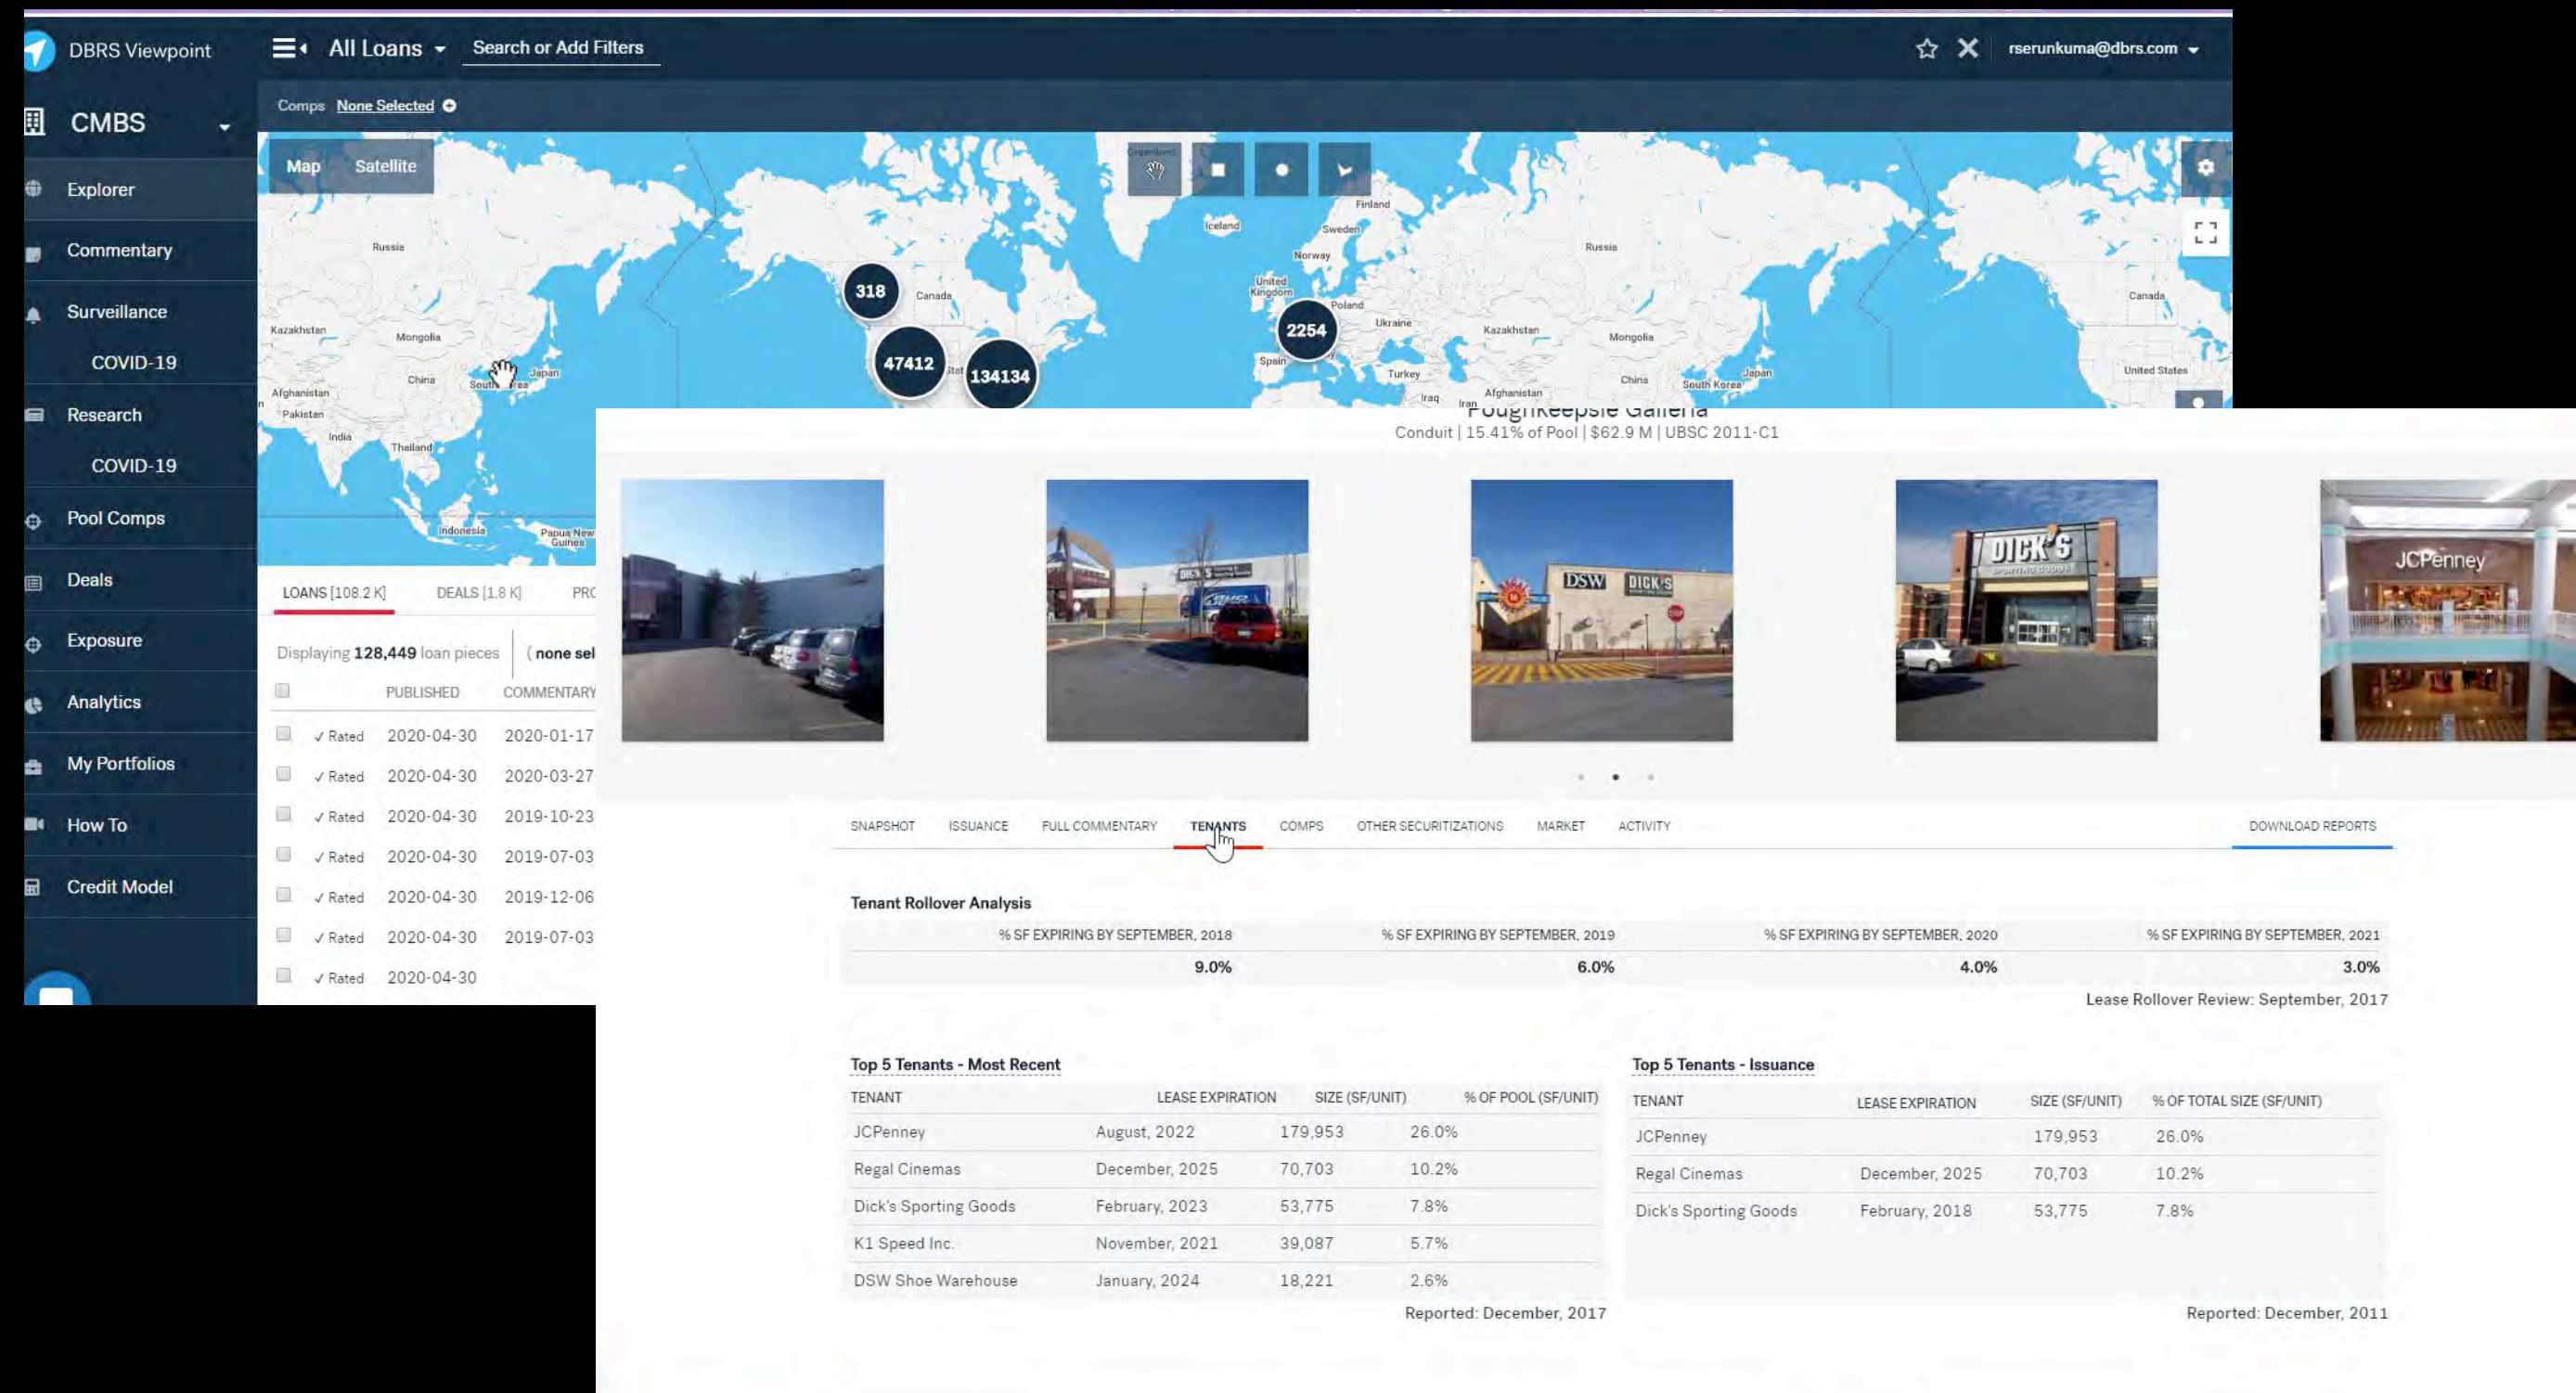 DBRS Viewpoint
All Loans
Search or Add Filters
rserunkuma@dbrs.com
CMBS
Comps None Selected
Explorer
Commentary
Surveillance
COVID-19
Research
COVID-19
Pool Comps
Deals
Exposure
Analytics
My Portfolios
How To
Credit Model
Map Satellite
Greenland
Finland
Iceland
Sweden
Russia
Norway
Russia
United
Kingdom
318
Canada
Poland
Canada
Kazakhstan
Mongolia
2254
Ukraine
Kazakhstan
Mongolia
47412
134134
Spain
China
Japan
Turkey
China
South Korea
Japan
United States
Afghanistan
Iraq
Iran
Afghanistan
Pakistan
India
Thailand
Indonesia
Papua New
Guinea
LOANS [108.2 K] DEALS [1.8 K]
Displaying 128,449 loan pieces
PUBLISHED COMMENTARY
✓ Rated 2020-04-30 2020-01-17
✓ Rated 2020-04-30 2020-03-27
✓ Rated 2020-04-30 2019-10-23
✓ Rated 2020-04-30 2019-07-03
✓ Rated 2020-04-30 2019-12-06
✓ Rated 2020-04-30 2019-07-03
✓ Rated 2020-04-30
Poughkeepsie Galleria
Conduit | 15.41% of Pool | $62.9 M | UBSC 2011-C1
DICK'S
DSW
DICK'S
DICK'S
SPORTING GOODS
JCPenney
SNAPSHOT ISSUANCE FULL COMMENTARY TENANTS COMPS OTHER SECURITIZATIONS MARKET ACTIVITY DOWNLOAD REPORTS
Tenant Rollover Analysis
% SF EXPIRING BY SEPTEMBER, 2018 % SF EXPIRING BY SEPTEMBER, 2019 % SF EXPIRING BY SEPTEMBER, 2020 % SF EXPIRING BY SEPTEMBER, 2021
9.0% 6.0% 4.0% 3.0%
Lease Rollover Review: September, 2017
Top 5 Tenants - Most Recent
TENANT LEASE EXPIRATION SIZE (SF/UNIT) % OF POOL (SF/UNIT)
JCPenney August, 2022 179,953 26.0%
Regal Cinemas December, 2025 70,703 10.2%
Dick's Sporting Goods February, 2023 53,775 7.8%
K1 Speed Inc. November, 2021 39,087 5.7%
DSW Shoe Warehouse January, 2024 18,221 2.6%
Reported: December, 2017
Top 5 Tenants - Issuance
TENANT LEASE EXPIRATION SIZE (SF/UNIT) % OF TOTAL SIZE (SF/UNIT)
JCPenney 179,953 26.0%
Regal Cinemas December, 2025 70,703 10.2%
Dick's Sporting Goods February, 2018 53,775 7.8%
Reported: December, 2011